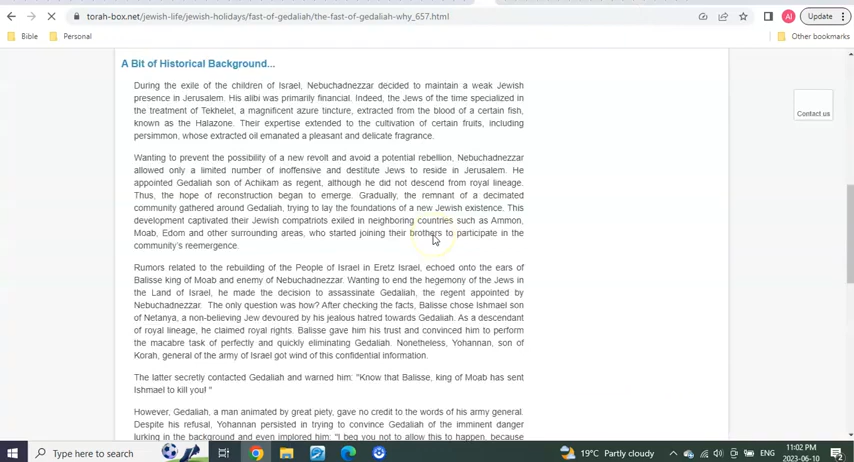 torah-box.net/jewish-life/jewish-holidays/fast-of-gedaliah/the-fast-of-gedaliah-why_657.html
AI
Update
Bible
Personal
Other bookmarks
A Bit of Historical Background...
During the exile of the children of Israel, Nebuchadnezzar decided to maintain a weak Jewish
presence in Jerusalem. His alibi was primarily financial. Indeed, the Jews of the time specialized in
the treatment of Tekhelet, a magnificent azure tincture, extracted from the blood of a certain fish,
known as the Halazone. Their expertise extended to the cultivation of certain fruits, including
persimmon, whose extracted oil emanated a pleasant and delicate fragrance.
Contact us
Wanting to prevent the possibility of a new revolt and avoid a potential rebellion, Nebuchadnezzar
allowed only a limited number of inoffensive and destitute Jews to reside in Jerusalem. He
appointed Gedaliah son of Achikam as regent, although he did not descend from royal lineage.
Thus, the hope of reconstruction began to emerge. Gradually, the remnant of a decimated
community gathered around Gedaliah, trying to lay the foundations of a new Jewish existence. This
development captivated their Jewish compatriots exiled in neighboring countries such as Ammon,
Moab, Edom and other surrounding areas, who started joining their brothers to participate in the
community's reemergence.
Rumors related to the rebuilding of the People of Israel in Eretz Israel, echoed onto the ears of
Balisse king of Moab and enemy of Nebuchadnezzar. Wanting to end the hegemony of the Jews in
the Land of Israel, he made the decision to assassinate Gedaliah, the regent appointed by
Nebuchadnezzar. The only question was how? After checking the facts, Balisse chose Ishmael son
of Netanya, a non-believing Jew devoured by his jealous hatred towards Gedaliah. As a descendant
of royal lineage, he claimed royal rights. Balisse gave him his trust and convinced him to perform
the macabre task of perfectly and quickly eliminating Gedaliah. Nonetheless, Yohannan, son of
Korah, general of the army of Israel got wind of this confidential information.
The latter secretly contacted Gedaliah and warned him: "Know that Balisse, king of Moab has sent
Ishmael to kill you! "
However, Gedaliah, a man animated by great piety, gave no credit to the words of his army general.
Despite his refusal, Yohannan persisted in trying to convince Gedaliah of the imminent danger
lurking in the background and even implored him: "I beg you not to allow this to happen, because
Type here to search
19°C Partly cloudy
ENG
11:02 PM
2023-06-10
2